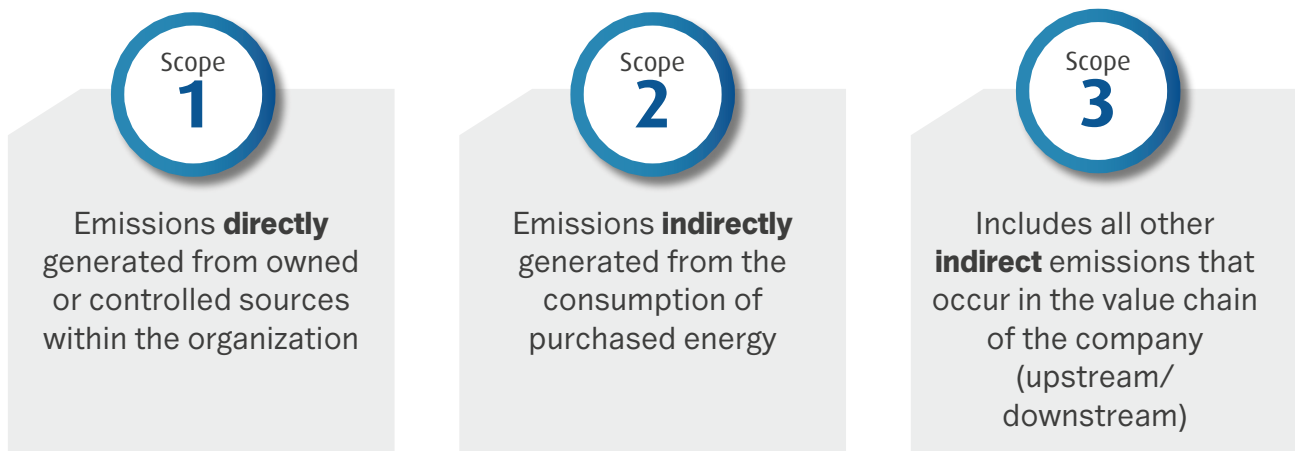 Scope
1
Emissions directly
generated from owned
or controlled sources
within the organization
Scope
2
Emissions indirectly
generated from the
consumption of
purchased energy
Scope
3
Includes all other
indirect emissions that
occur in the value chain
of the company
(upstream/
downstream)